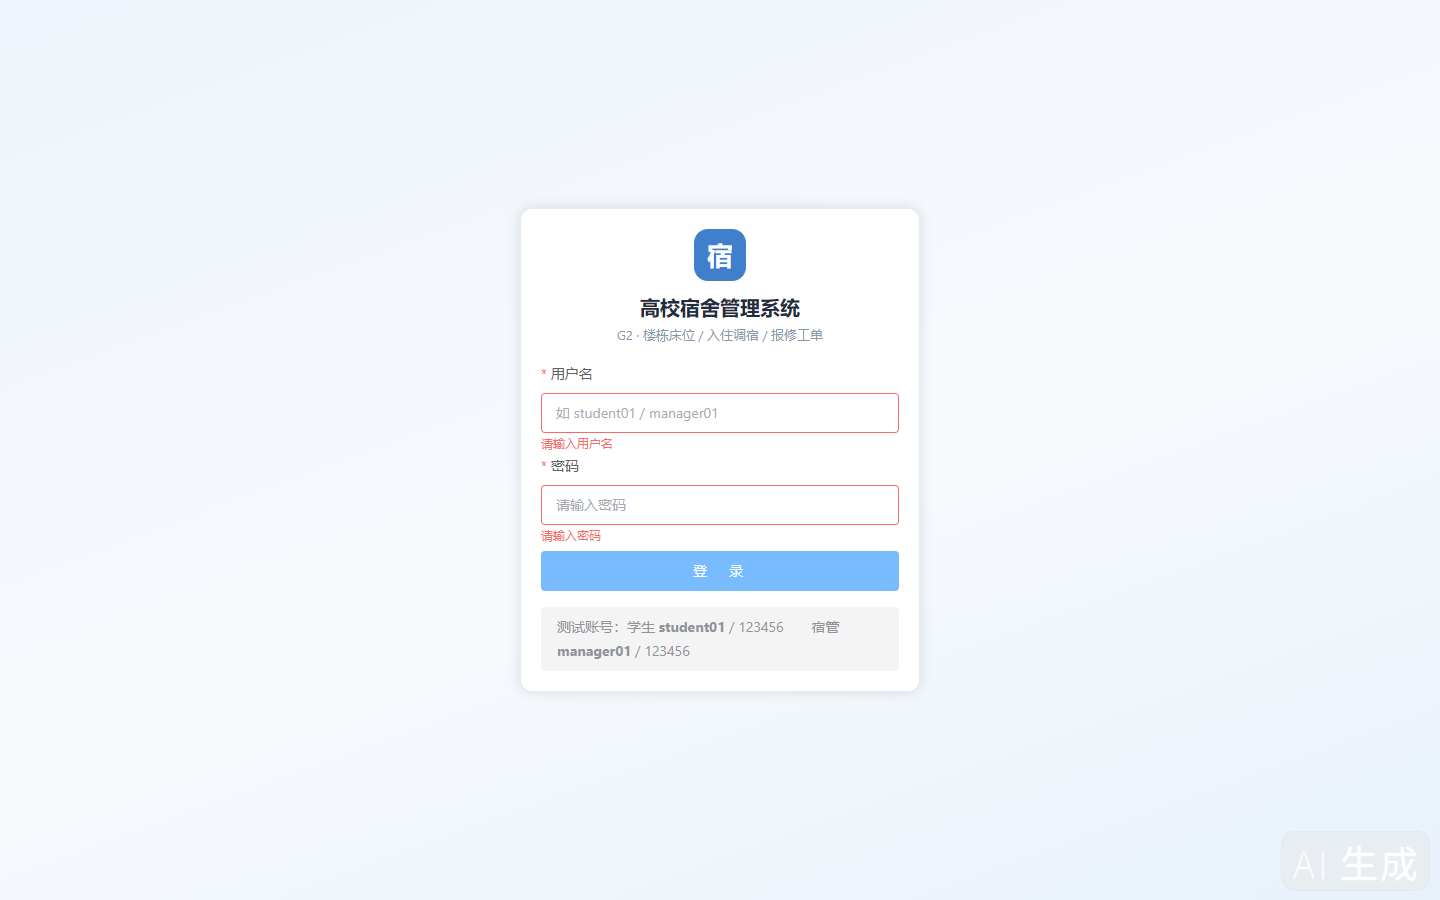 宿
高校宿舍管理系统
G2 · 楼栋床位 / 入住调宿 / 报修工单
* 用户名
如 student01 / manager01
请输入用户名
* 密码
请输入密码
请输入密码
登 录
测试账号：学生 student01 / 123456 宿管
manager01 / 123456
AI 生成